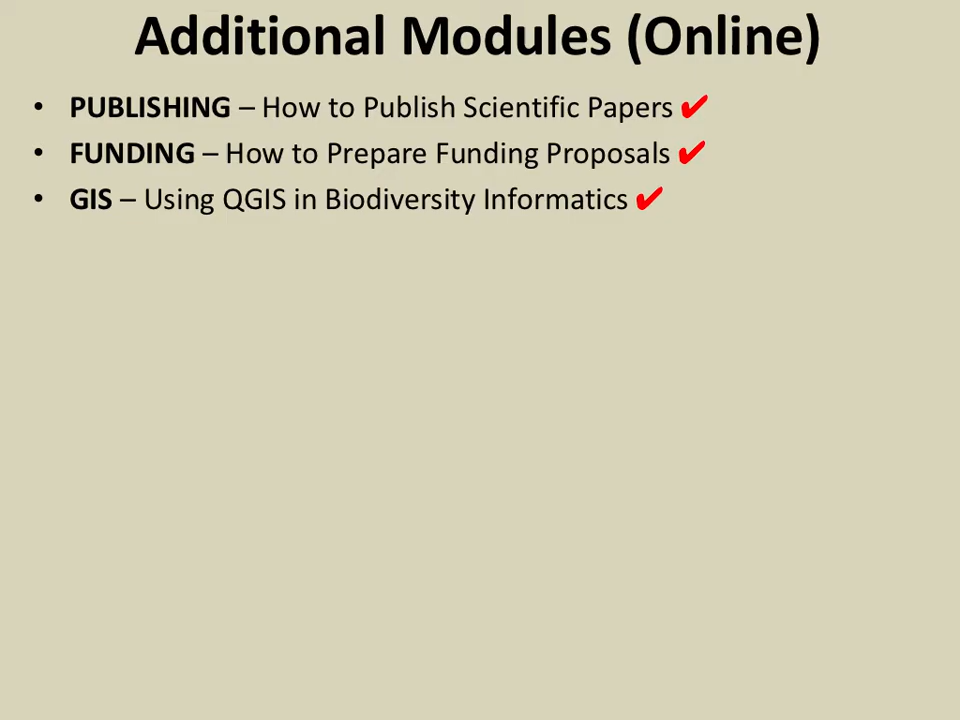 Additional Modules (Online)
• PUBLISHING – How to Publish Scientific Papers ✔
• FUNDING – How to Prepare Funding Proposals ✔
• GIS – Using QGIS in Biodiversity Informatics ✔